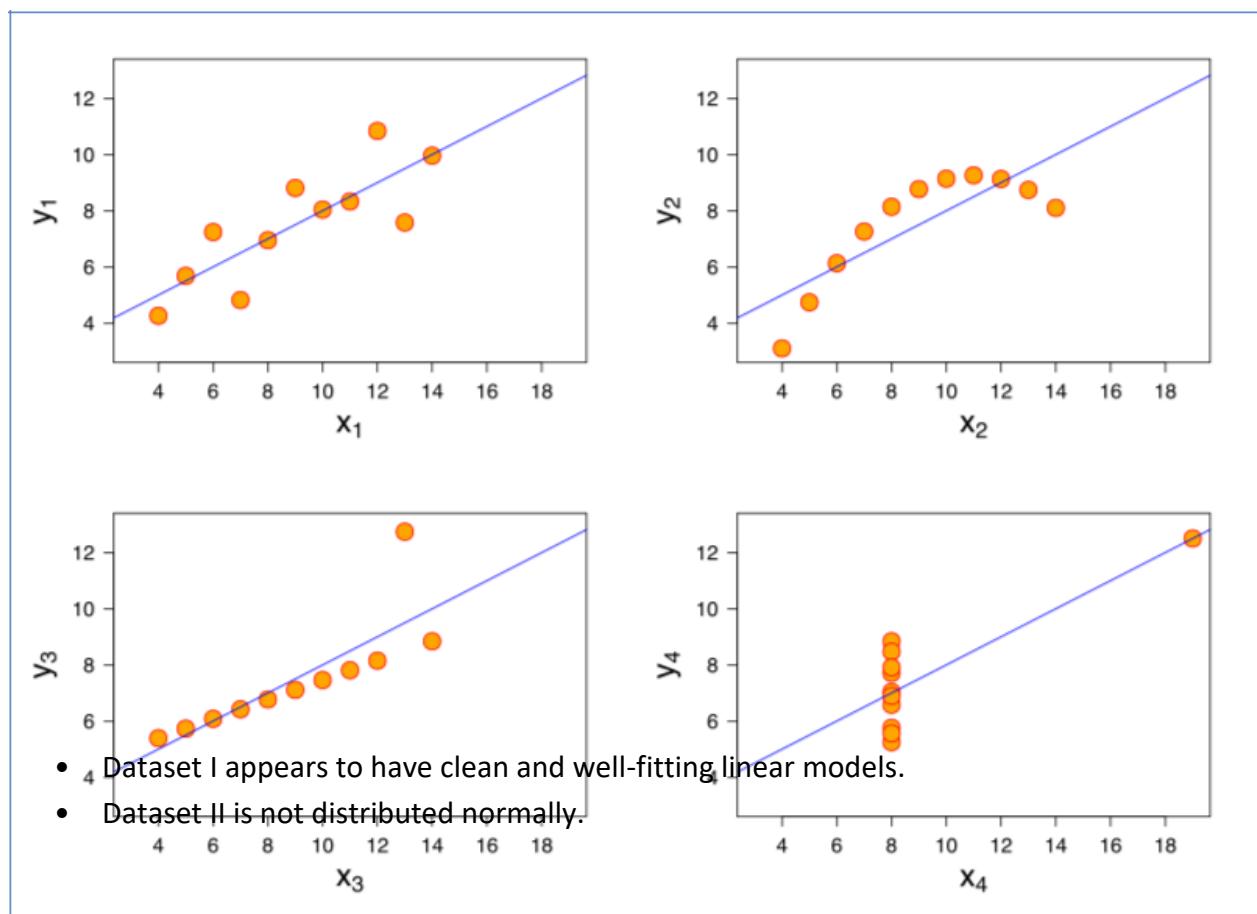 12
10
8
6
4
y₁
4 6 8 10 12 14 16 18
x₁
12
10
8
6
4
y₂
4 6 8 10 12 14 16 18
x₂
12
10
8
6
4
y₃
4 6 8 10 12 14 16 18
x₃
12
10
8
6
4
y₄
4 6 8 10 12 14 16 18
x₄
• Dataset I appears to have clean and well-fitting linear models.
• Dataset II is not distributed normally.